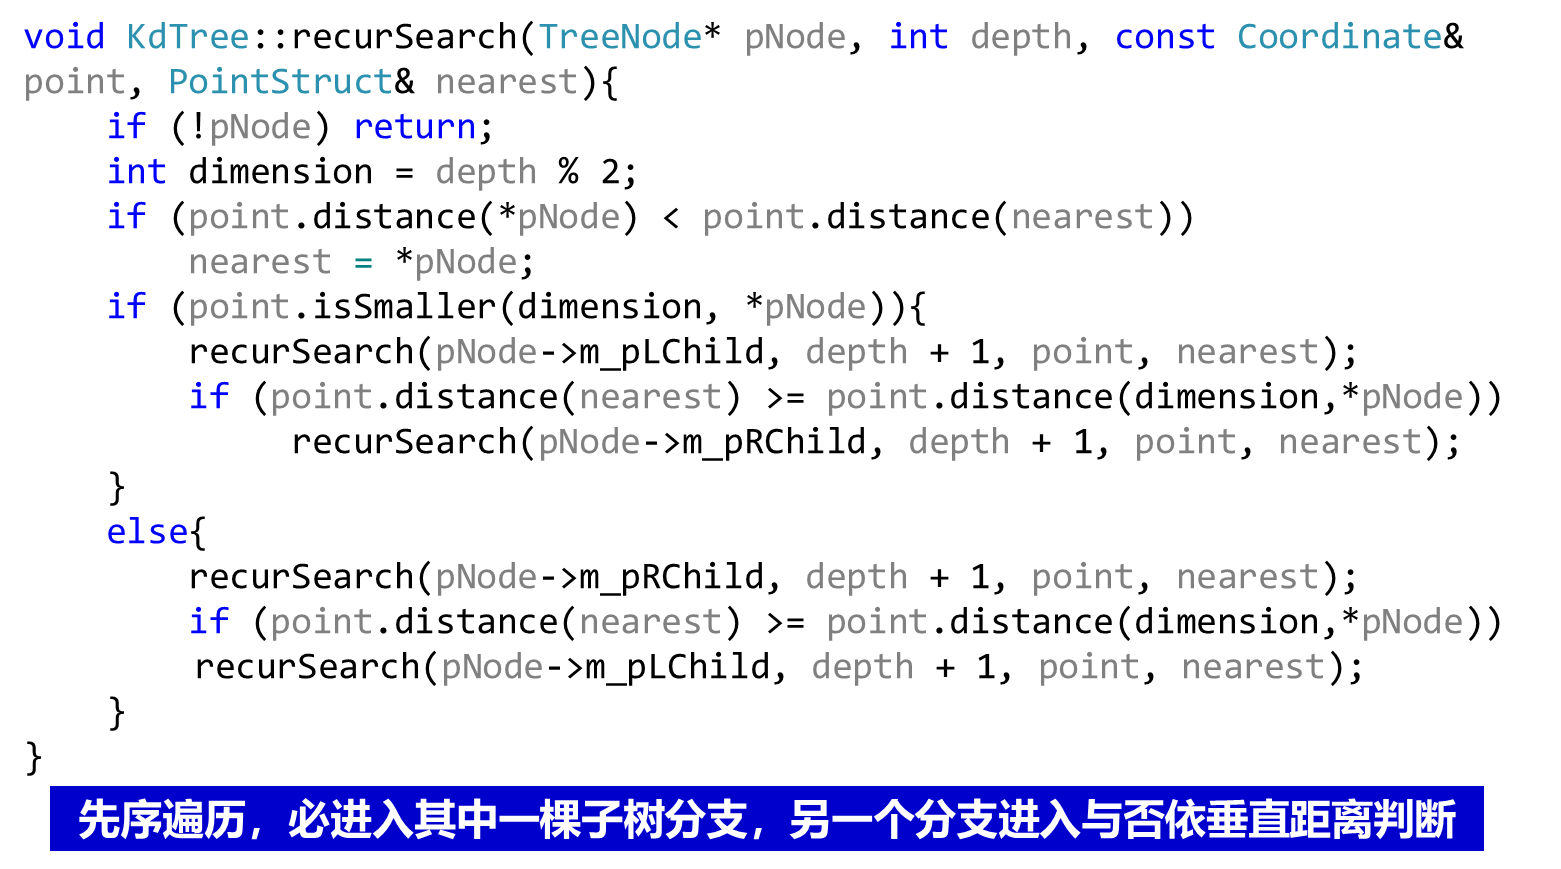 void KdTree::recurSearch(TreeNode* pNode, int depth, const Coordinate&
point, PointStruct& nearest){
    if (!pNode) return;
    int dimension = depth % 2;
    if (point.distance(*pNode) < point.distance(nearest))
        nearest = *pNode;
    if (point.isSmaller(dimension, *pNode)){
        recurSearch(pNode->m_pLChild, depth + 1, point, nearest);
        if (point.distance(nearest) >= point.distance(dimension,*pNode))
             recurSearch(pNode->m_pRChild, depth + 1, point, nearest);
    }
    else{
        recurSearch(pNode->m_pRChild, depth + 1, point, nearest);
        if (point.distance(nearest) >= point.distance(dimension,*pNode))
        recurSearch(pNode->m_pLChild, depth + 1, point, nearest);
    }
}
先序遍历，必进入其中一棵子树分支，另一个分支进入与否依垂直距离判断